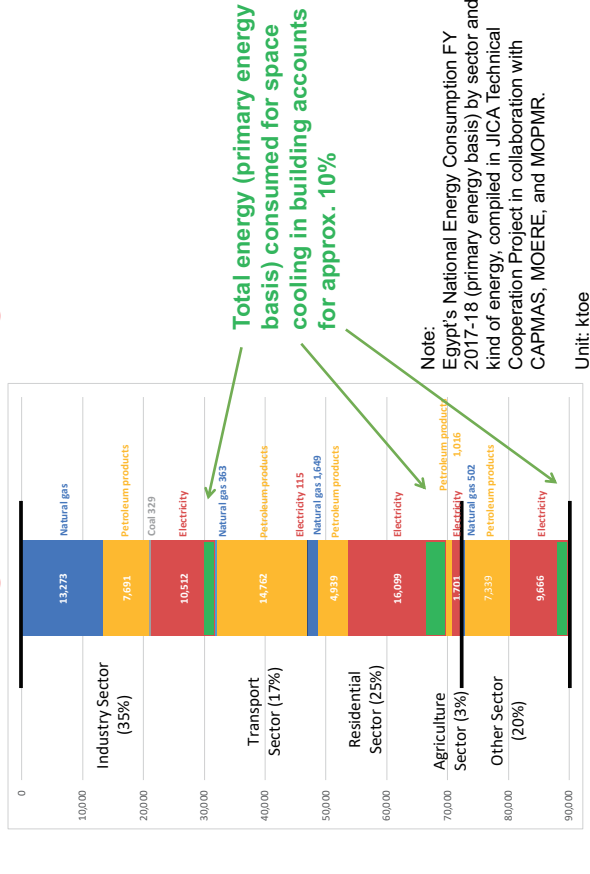 Total energy (primary energy
basis) consumed for space
cooling in building accounts
for approx. 10%
Note:
Egypt's National Energy Consumption FY
2017-18 (primary energy basis) by sector and
kind of energy, compiled in JICA Technical
Cooperation Project in collaboration with
CAPMAS, MOERE, and MOPMR.
Unit: ktoe
Natural gas
Petroleum products
Coal 329
Electricity
Natural gas 363
Petroleum products
Electricity 115
Natural gas 1,649
Petroleum products
Electricity
Petroleum products
1,016
Electricity
Natural gas 502
Petroleum products
Electricity
13,273
7,691
10,512
14,762
4,939
16,099
1,701
7,339
9,666
Industry Sector
(35%)
Transport
Sector (17%)
Residential
Sector (25%)
Agriculture
Sector (3%)
Other Sector
(20%)
0
10,000
20,000
30,000
40,000
50,000
60,000
70,000
80,000
90,000